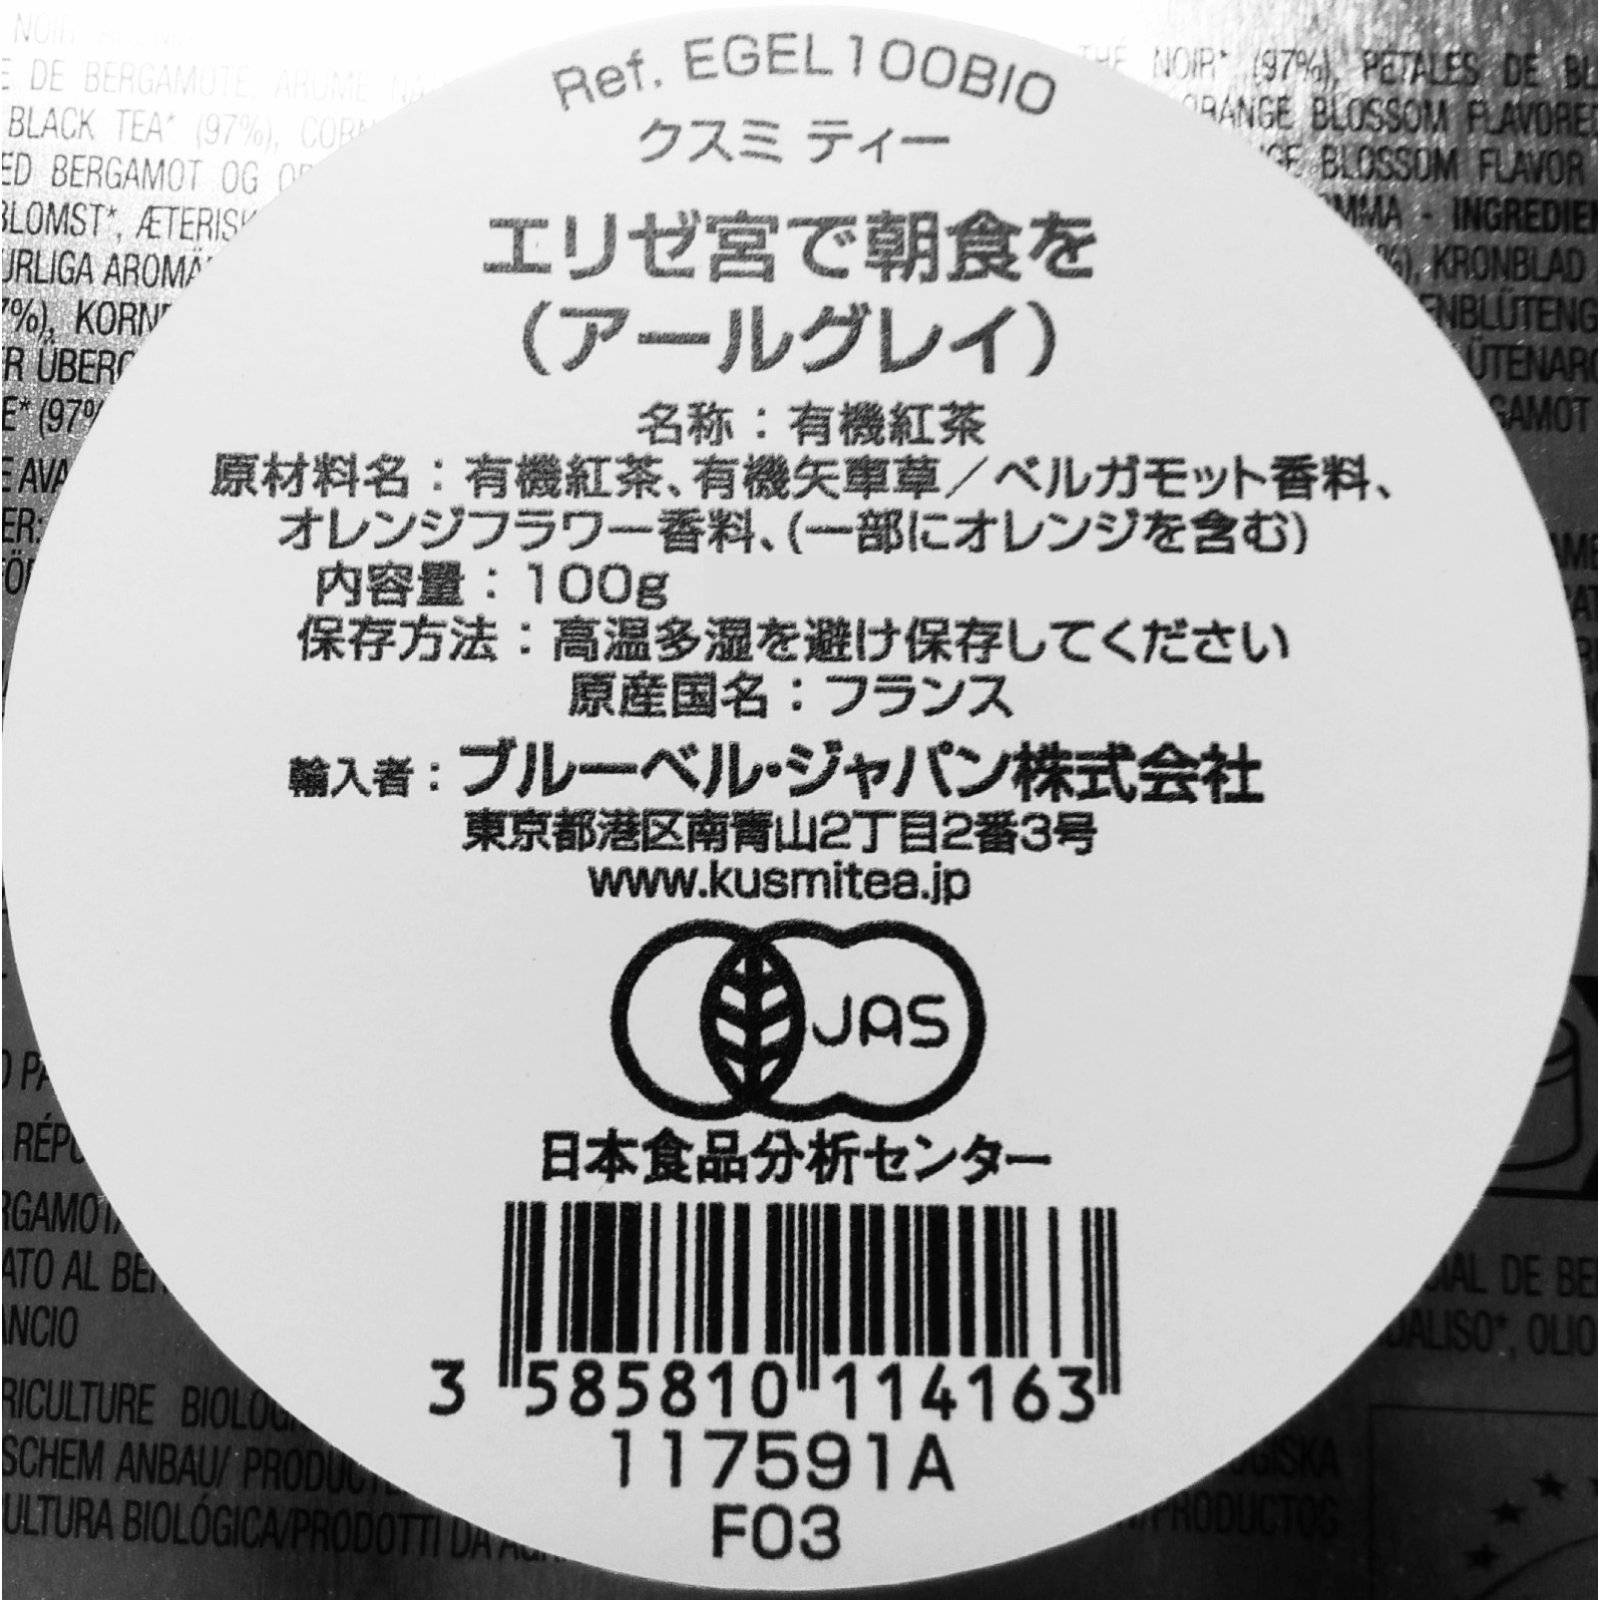 Ref. EGEL100BIO
クスミ ティー
エリゼ宮で朝食を
（アールグレイ）
名称：有機紅茶
原材料名：有機紅茶、有機矢車草／ベルガモット香料、
オレンジフラワー香料、(一部にオレンジを含む)
内容量：100g
保存方法：高温多湿を避け保存してください
原産国名：フランス
輸入者：ブルーベル・ジャパン株式会社
東京都港区南青山2丁目2番3号
www.kusmitea.jp
JAS
日本食品分析センター
3 585810 114163
117591A
F03
DE BERGAMOTE, ARÔME
BLACK TEA* (97%),
BERGAMOT OG
BLOMST*, ÆTERISK
(97%
RICULTURE BIOLOG
SCHEM ANBAU/
ULTURA BIOLÓGICA/PRODOTTI DA
THÉ NOIR* (97%), PÉTALES DE BL
ORANGE BLOSSOM FLAVORED
BLOSSOM FLAVOR
- INGREDIEN
KRONBLAD
DE BE
OLIO
/PRODUCTOS